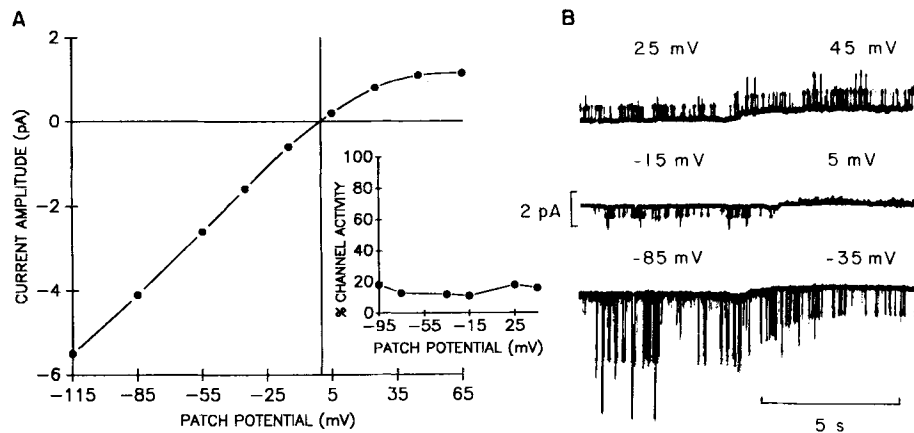 A
CURRENT AMPLITUDE (pA)
2
0
-2
-4
-6
-115
-85
-55
-25
5
35
65
PATCH POTENTIAL (mV)
% CHANNEL ACTIVITY
100
80
60
40
20
0
-95
-55
-15
25
PATCH POTENTIAL (mV)
B
25 mV
45 mV
-15 mV
5 mV
2 pA
-85 mV
-35 mV
5 s